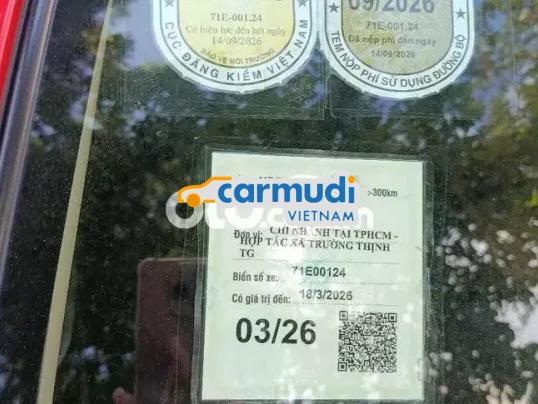 71E-001.24
Có hiệu lực đến hết ngày
14/09/2026
BẢO VỆ MÔI TRƯỜNG
CỤC ĐĂNG KIỂM VIỆT NAM
09/2026
71E-001.24
Đã nộp phí đến ngày
14/09/2026
TEM NỘP PHÍ SỬ DỤNG ĐƯỜNG BỘ
carmudi
VIETNAM
>300km
Đơn vị: CHI NHÁNH TẠI TPHCM -
HỢP TÁC XÃ TRƯỜNG THỊNH
TG
Biển số xe: 71E00124
Có giá trị đến: 18/3/2026
03/26